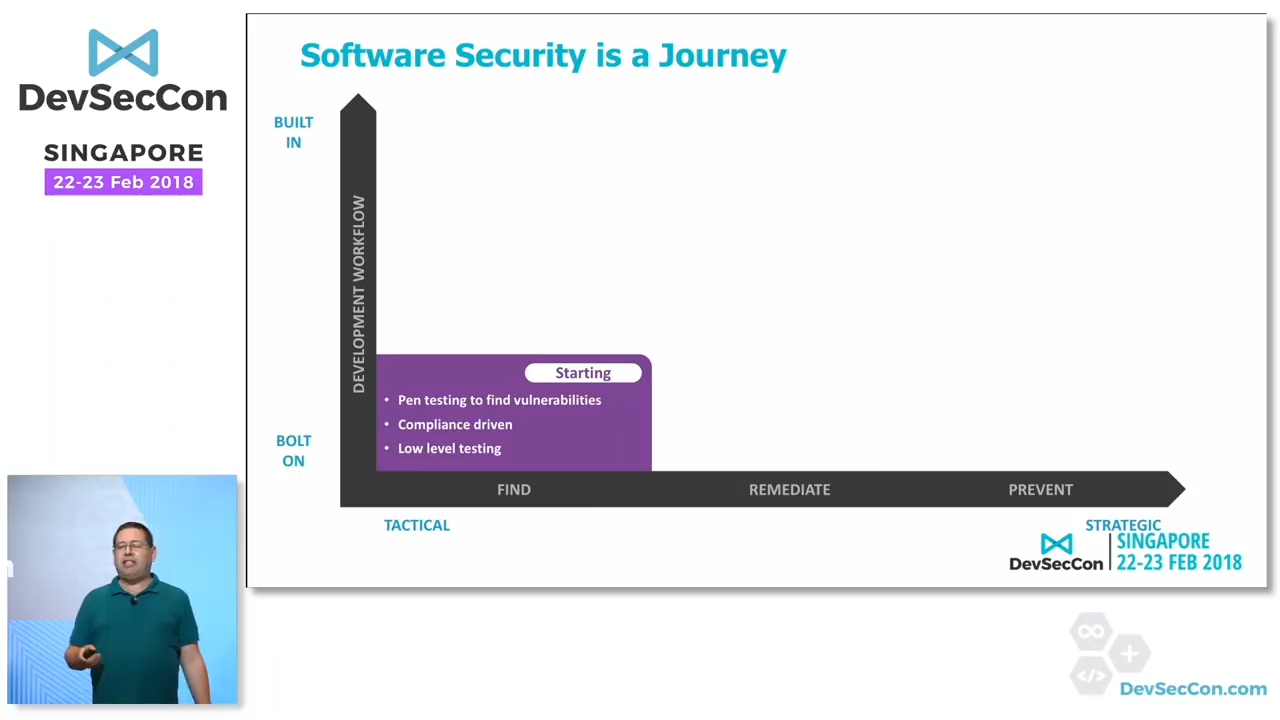 DevSecCon
SINGAPORE
22-23 Feb 2018
Software Security is a Journey
BUILT
IN
DEVELOPMENT WORKFLOW
Starting
• Pen testing to find vulnerabilities
• Compliance driven
• Low level testing
BOLT
ON
FIND
REMEDIATE
PREVENT
TACTICAL
STRATEGIC
DevSecCon
SINGAPORE
22-23 FEB 2018
DevSecCon.com